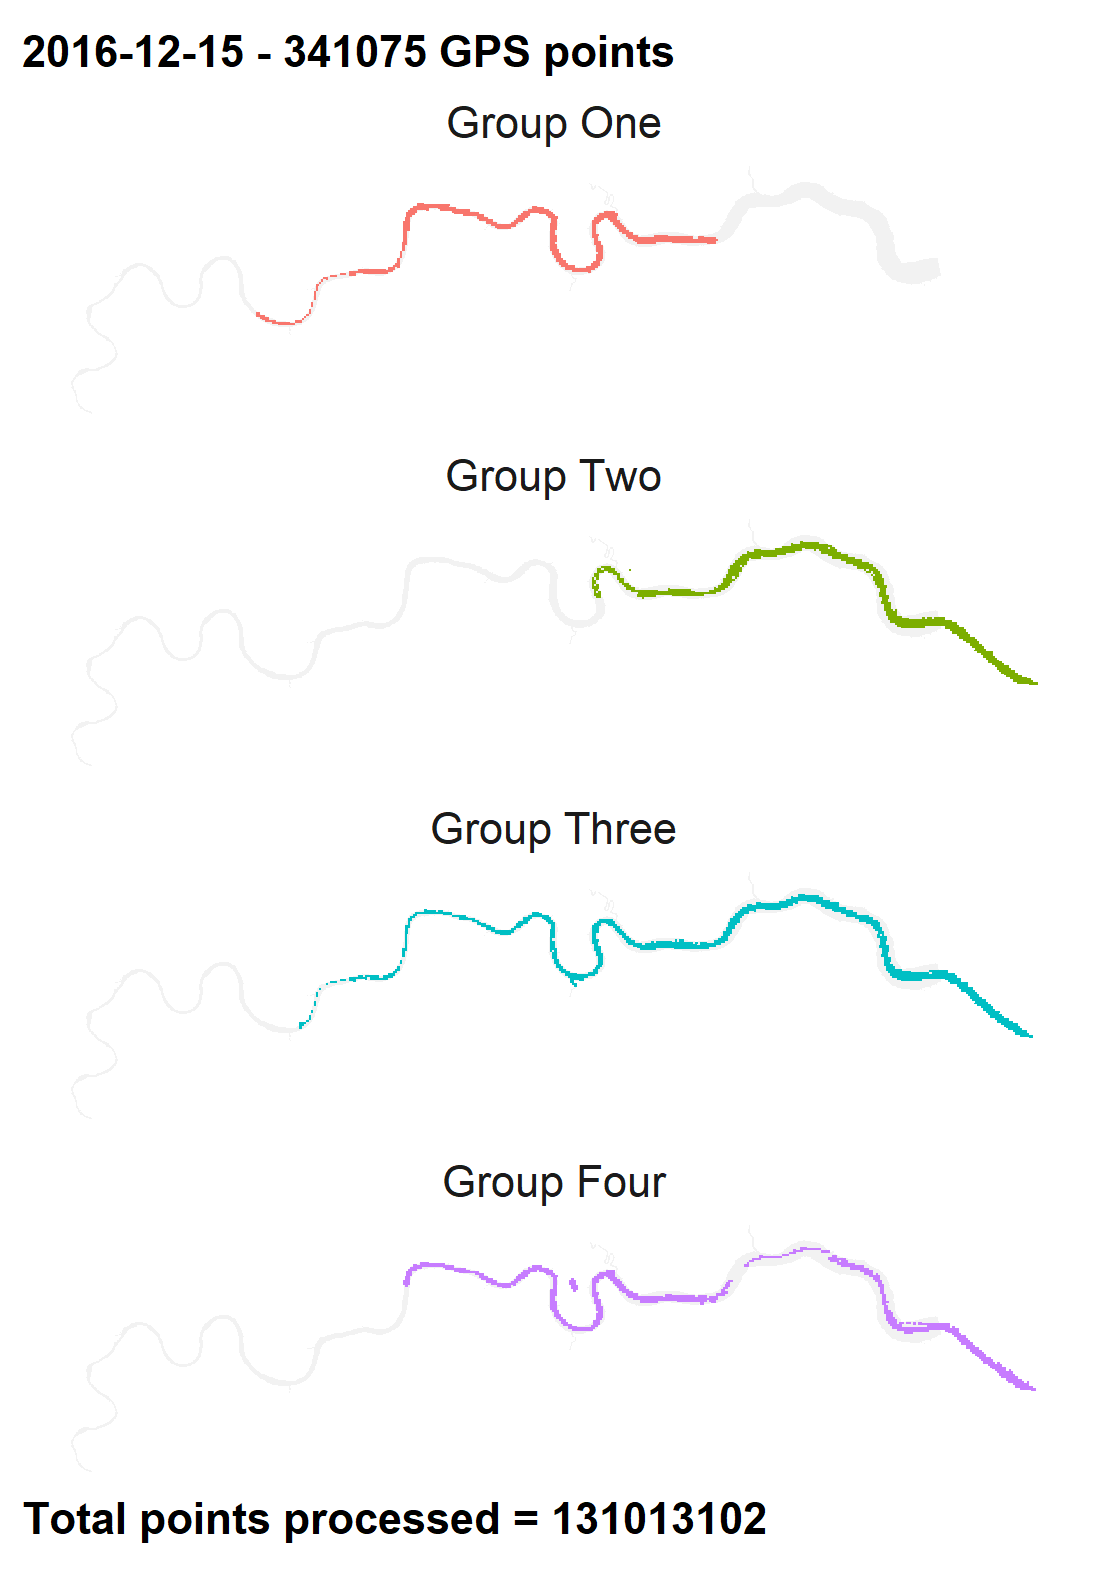 2016-12-15 - 341075 GPS points
Group One
Group Two
Group Three
Group Four
Total points processed = 131013102